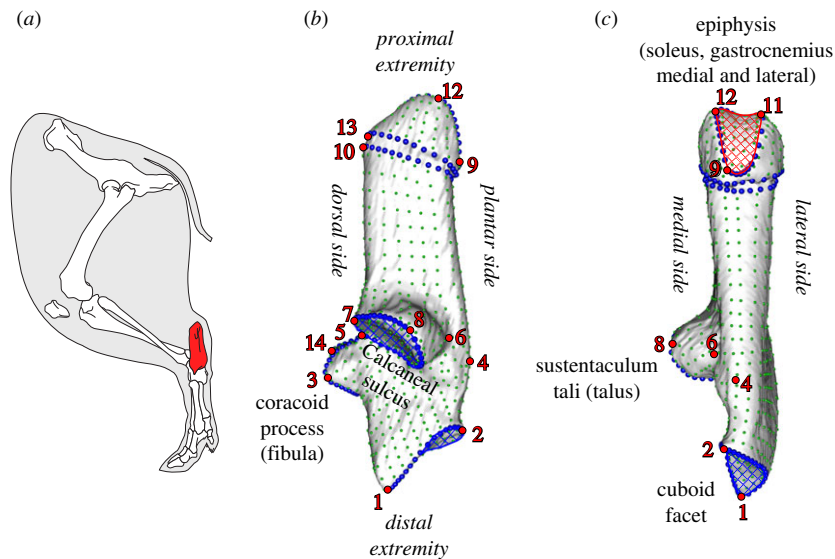 (a)
(b)
proximal
extremity
12
13
10
9
dorsal side
plantar side
7
8
5
6
14
4
3
Calcaneal
sulcus
coracoid
process
(fibula)
2
1
distal
extremity
(c)
epiphysis
(soleus, gastrocnemius
medial and lateral)
12
11
9
medial side
lateral side
8
6
sustentaculum
tali (talus)
4
2
cuboid
facet
1